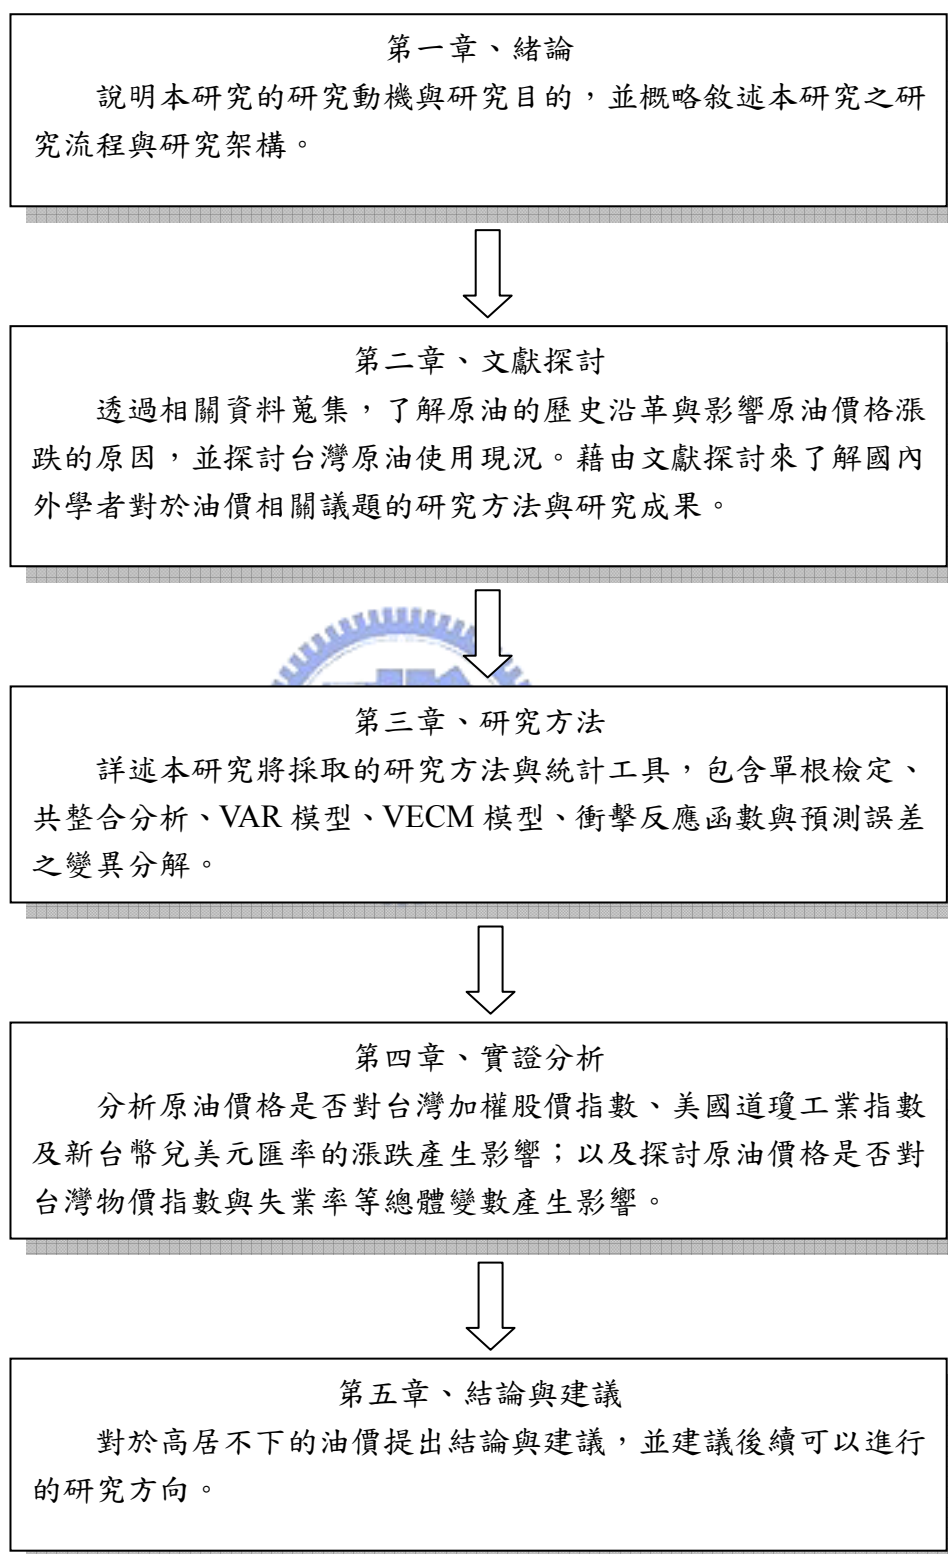 第一章、緒論
說明本研究的研究動機與研究目的，並概略敘述本研究之研
究流程與研究架構。
第二章、文獻探討
透過相關資料蒐集，了解原油的歷史沿革與影響原油價格漲
跌的原因，並探討台灣原油使用現況。藉由文獻探討來了解國內
外學者對於油價相關議題的研究方法與研究成果。
第三章、研究方法
詳述本研究將採取的研究方法與統計工具，包含單根檢定、
共整合分析、VAR 模型、VECM 模型、衝擊反應函數與預測誤差
之變異分解。
第四章、實證分析
分析原油價格是否對台灣加權股價指數、美國道瓊工業指數
及新台幣兌美元匯率的漲跌產生影響；以及探討原油價格是否對
台灣物價指數與失業率等總體變數產生影響。
第五章、結論與建議
對於高居不下的油價提出結論與建議，並建議後續可以進行
的研究方向。